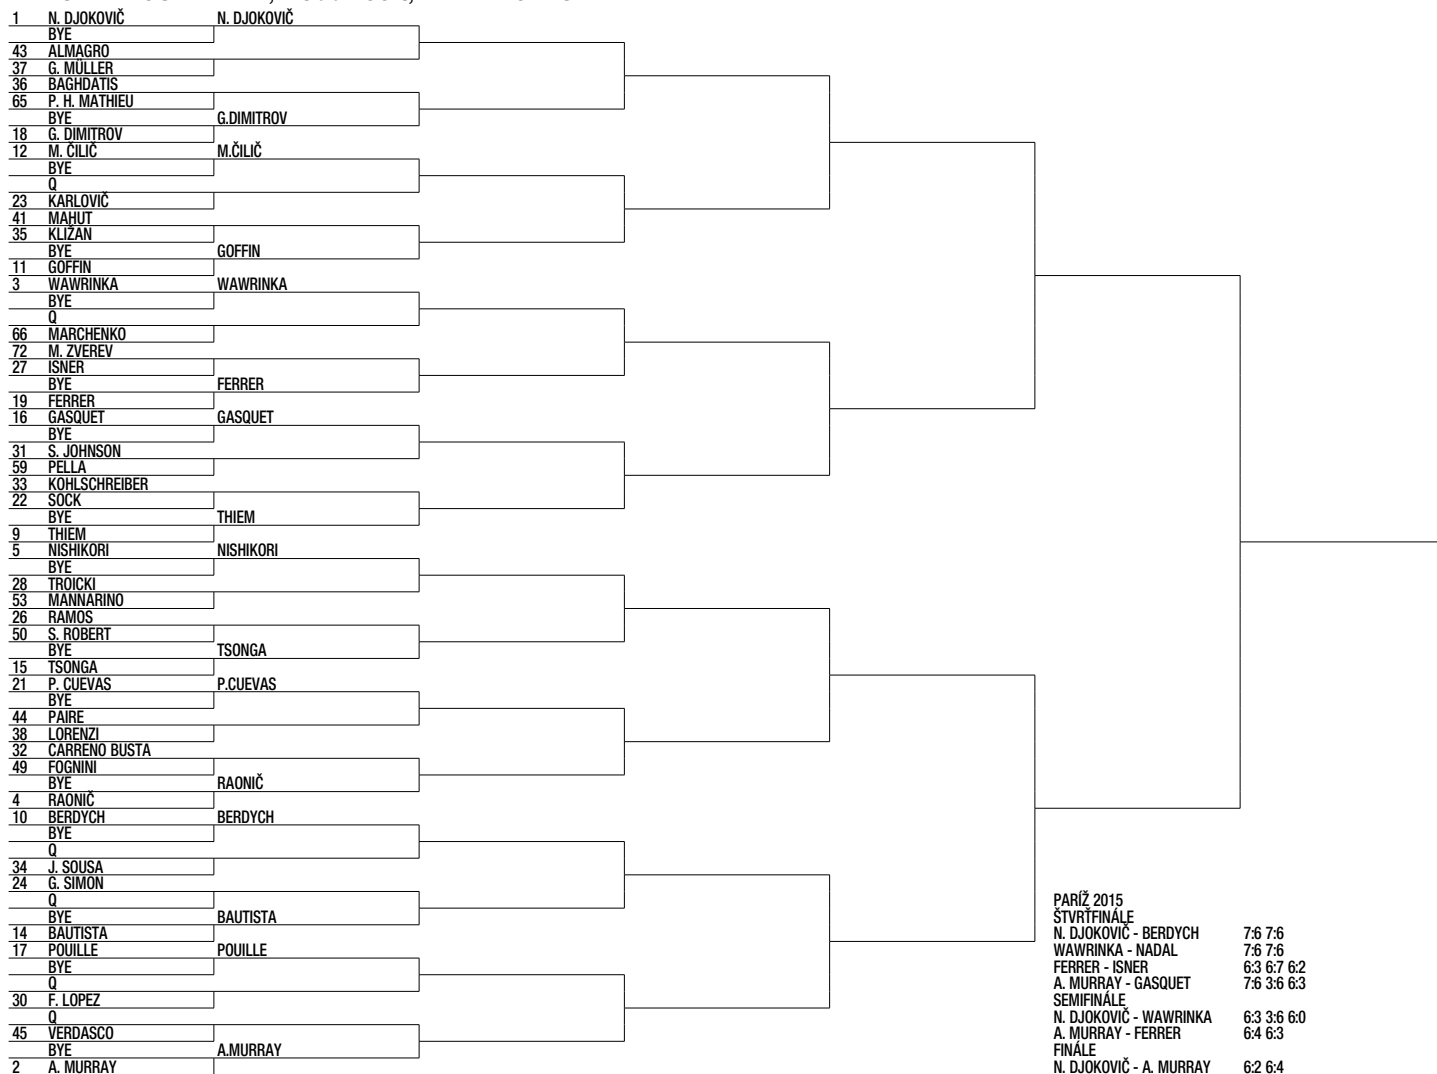 1 N. DJOKOVIČ N. DJOKOVIČ
BYE
43 ALMAGRO
37 G. MÜLLER
36 BAGHDATIS
65 P. H. MATHIEU
BYE G.DIMITROV
18 G. DIMITROV
12 M. ČILIČ M.ČILIČ
BYE
Q
23 KARLOVIČ
41 MAHUT
35 KLIŽAN
BYE GOFFIN
11 GOFFIN
3 WAWRINKA WAWRINKA
BYE
Q
66 MARCHENKO
72 M. ZVEREV
27 ISNER
BYE FERRER
19 FERRER
16 GASQUET GASQUET
BYE
31 S. JOHNSON
59 PELLA
33 KOHLSCHREIBER
22 SOCK
BYE THIEM
9 THIEM
5 NISHIKORI NISHIKORI
BYE
28 TROICKI
53 MANNARINO
26 RAMOS
50 S. ROBERT
BYE TSONGA
15 TSONGA
21 P. CUEVAS P.CUEVAS
BYE
44 PAIRE
38 LORENZI
32 CARRENO BUSTA
49 FOGNINI
BYE RAONIČ
4 RAONIČ
10 BERDYCH BERDYCH
BYE
Q
34 J. SOUSA
24 G. SIMON
Q
BYE BAUTISTA
14 BAUTISTA
17 POUILLE POUILLE
BYE
Q
30 F. LOPEZ
Q
45 VERDASCO
BYE A.MURRAY
2 A. MURRAY
PARÍŽ 2015
ŠTVRŤFINÁLE
N. DJOKOVIČ - BERDYCH 7:6 7:6
WAWRINKA - NADAL 7:6 7:6
FERRER - ISNER 6:3 6:7 6:2
A. MURRAY - GASQUET 7:6 3:6 6:3
SEMIFINÁLE
N. DJOKOVIČ - WAWRINKA 6:3 3:6 6:0
A. MURRAY - FERRER 6:4 6:3
FINÁLE
N. DJOKOVIČ - A. MURRAY 6:2 6:4